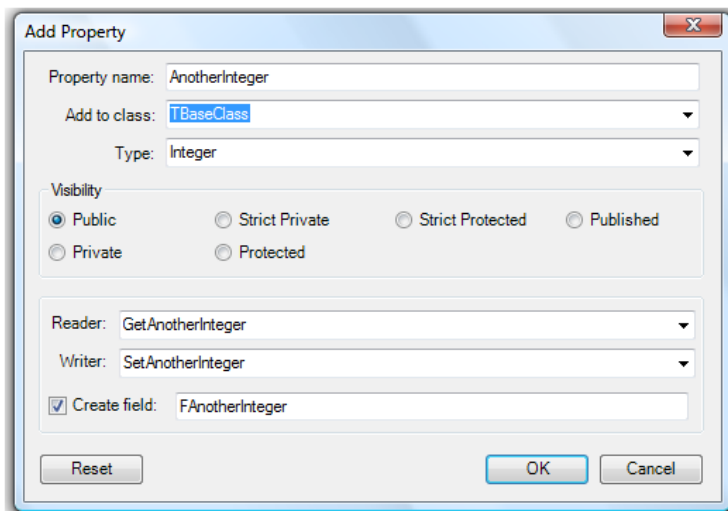 Add Property
Property name: AnotherInteger
Add to class: TBaseClass
Type: Integer
Visibility
Public Strict Private Strict Protected Published
Private Protected
Reader: GetAnotherInteger
Writer: SetAnotherInteger
Create field: FAnotherInteger
Reset OK Cancel